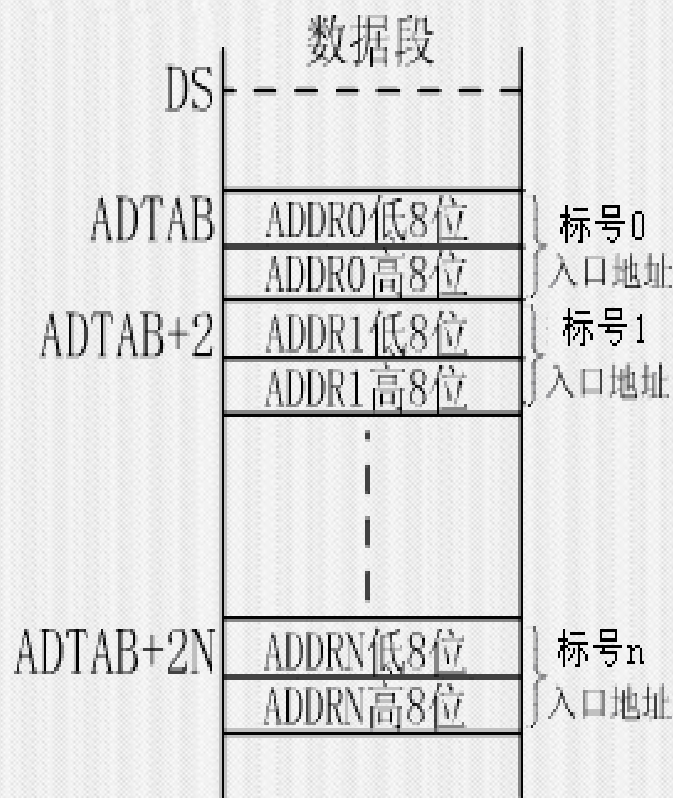 数据段
DS
ADTAB
ADDR0低8位
标号0
ADDR0高8位
入口地址
ADTAB+2
ADDR1低8位
标号1
ADDR1高8位
入口地址
ADTAB+2N
ADDRN低8位
标号n
ADDRN高8位
入口地址